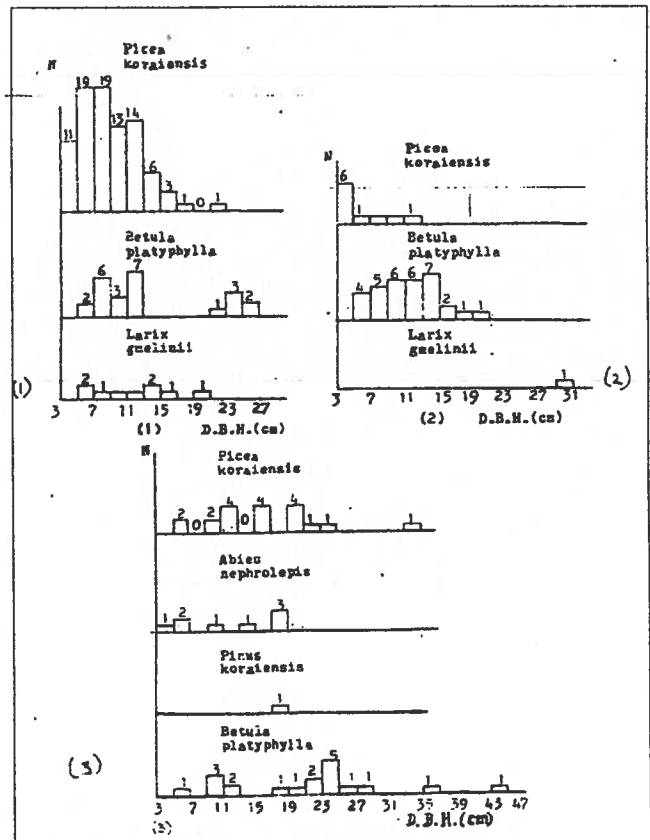 Picea
koraiensis
N
11 19 19 13 14 6 3 1 0 1
Betula
platyphylla
2 6 3 7 1 3 2
Larix
gmelinii
2 1 2 1 1
(1)
3 7 11 15 19 23 27
(1) D.B.H.(cm)
Picea
koraiensis
N
6 1 1
Betula
platyphylla
4 5 6 6 7 2 1 1
Larix
gmelinii
1
(2)
3 7 11 15 19 31
(2) D.B.H.(cm)
N
Picea
koraiensis
2 0 2 4 0 4 4 1 1 1
Abies
nephrolepis
1 2 1 1 3
Pinus
koraiensis
1
Betula
platyphylla
1 3 2 1 1 2 5 1 1 1 1
(3)
3 7 11 15 19 23 27 31 35 39 43 47
(3) D.B.H.(cm)